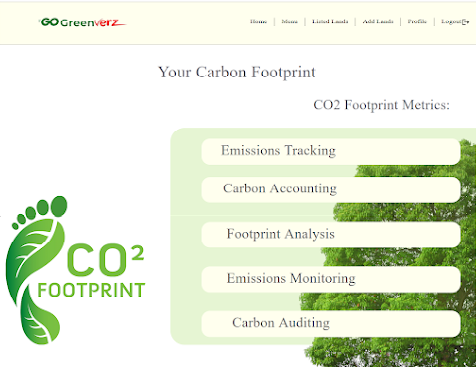 GO Greenverz
Home | Menu | Listed Lands | Add Lands | Profile | Logout
Your Carbon Footprint
CO2 Footprint Metrics:
Emissions Tracking
Carbon Accounting
Footprint Analysis
Emissions Monitoring
Carbon Auditing
CO²
FOOTPRINT